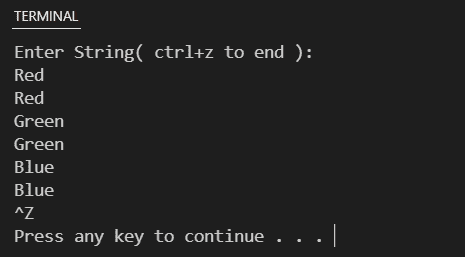 TERMINAL
Enter String( ctrl+z to end ):
Red
Red
Green
Green
Blue
Blue
^Z
Press any key to continue . . .